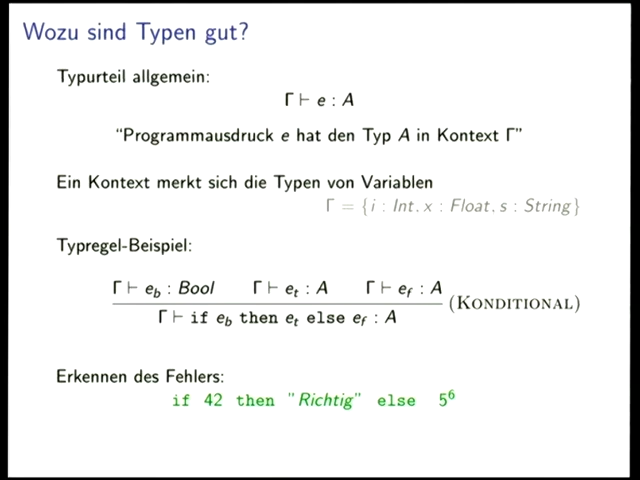 Wozu sind Typen gut?
Typurteil allgemein:
Γ ⊢ e : A
“Programmausdruck e hat den Typ A in Kontext Γ”
Ein Kontext merkt sich die Typen von Variablen
Γ = {i : Int, x : Float, s : String}
Typregel-Beispiel:
Γ ⊢ e_b : Bool Γ ⊢ e_t : A Γ ⊢ e_f : A
Γ ⊢ if e_b then e_t else e_f : A
(KONDITIONAL)
Erkennen des Fehlers:
if 42 then "Richtig" else 5⁶